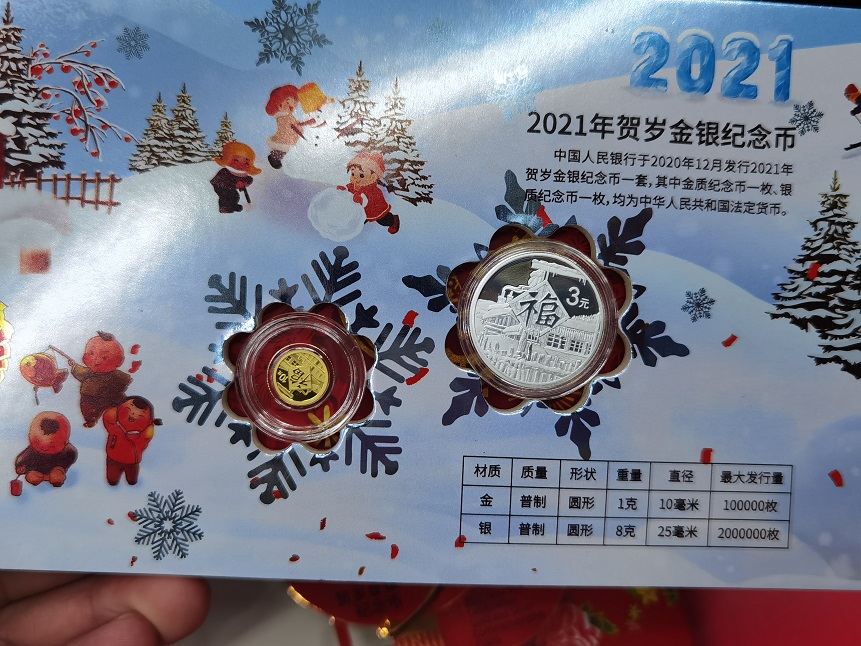 2021
2021年贺岁金银纪念币
中国人民银行于2020年12月发行2021年
贺岁金银纪念币一套,其中金质纪念币一枚、银
质纪念币一枚,均为中华人民共和国法定货币。
福
3元
福
材质 质量 形状 重量 直径 最大发行量
金 普制 圆形 1克 10毫米 100000枚
银 普制 圆形 8克 25毫米 2000000枚